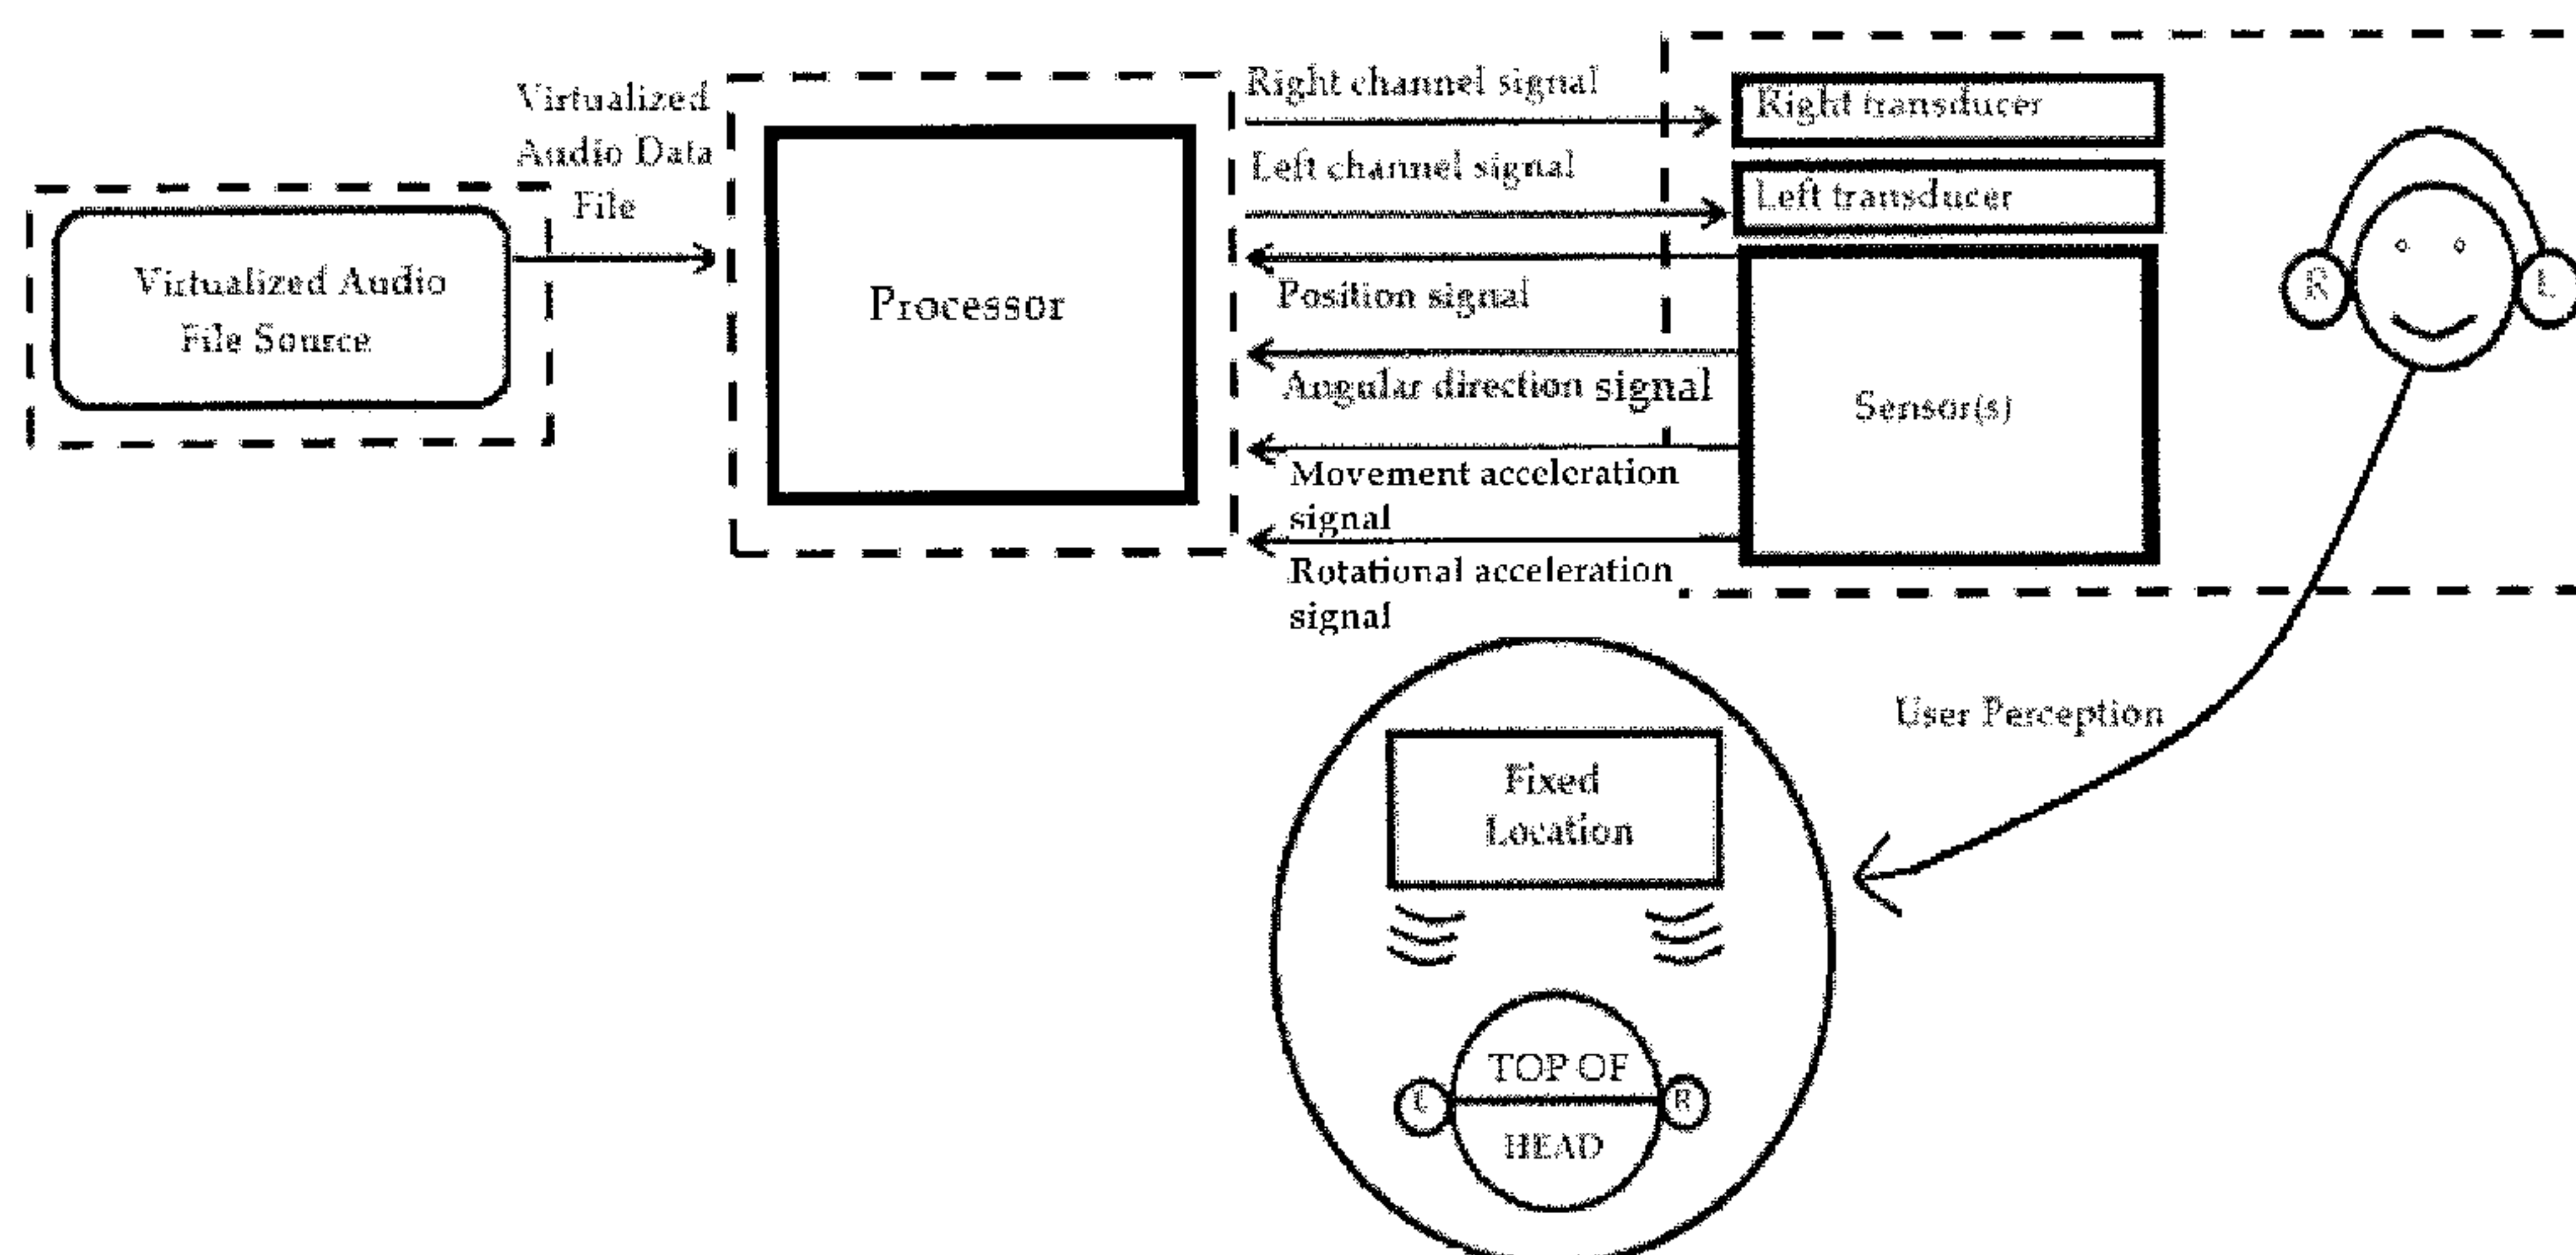 Virtualized
Audio Data
File
Virtualized Audio
File Source
Processor
Right channel signal
Left channel signal
Position signal
Angular direction signal
Movement acceleration
signal
Rotational acceleration
signal
Right transducer
Left transducer
Sensor(s)
R
L
User Perception
Fixed
Location
TOP OF
L
R
HEAD